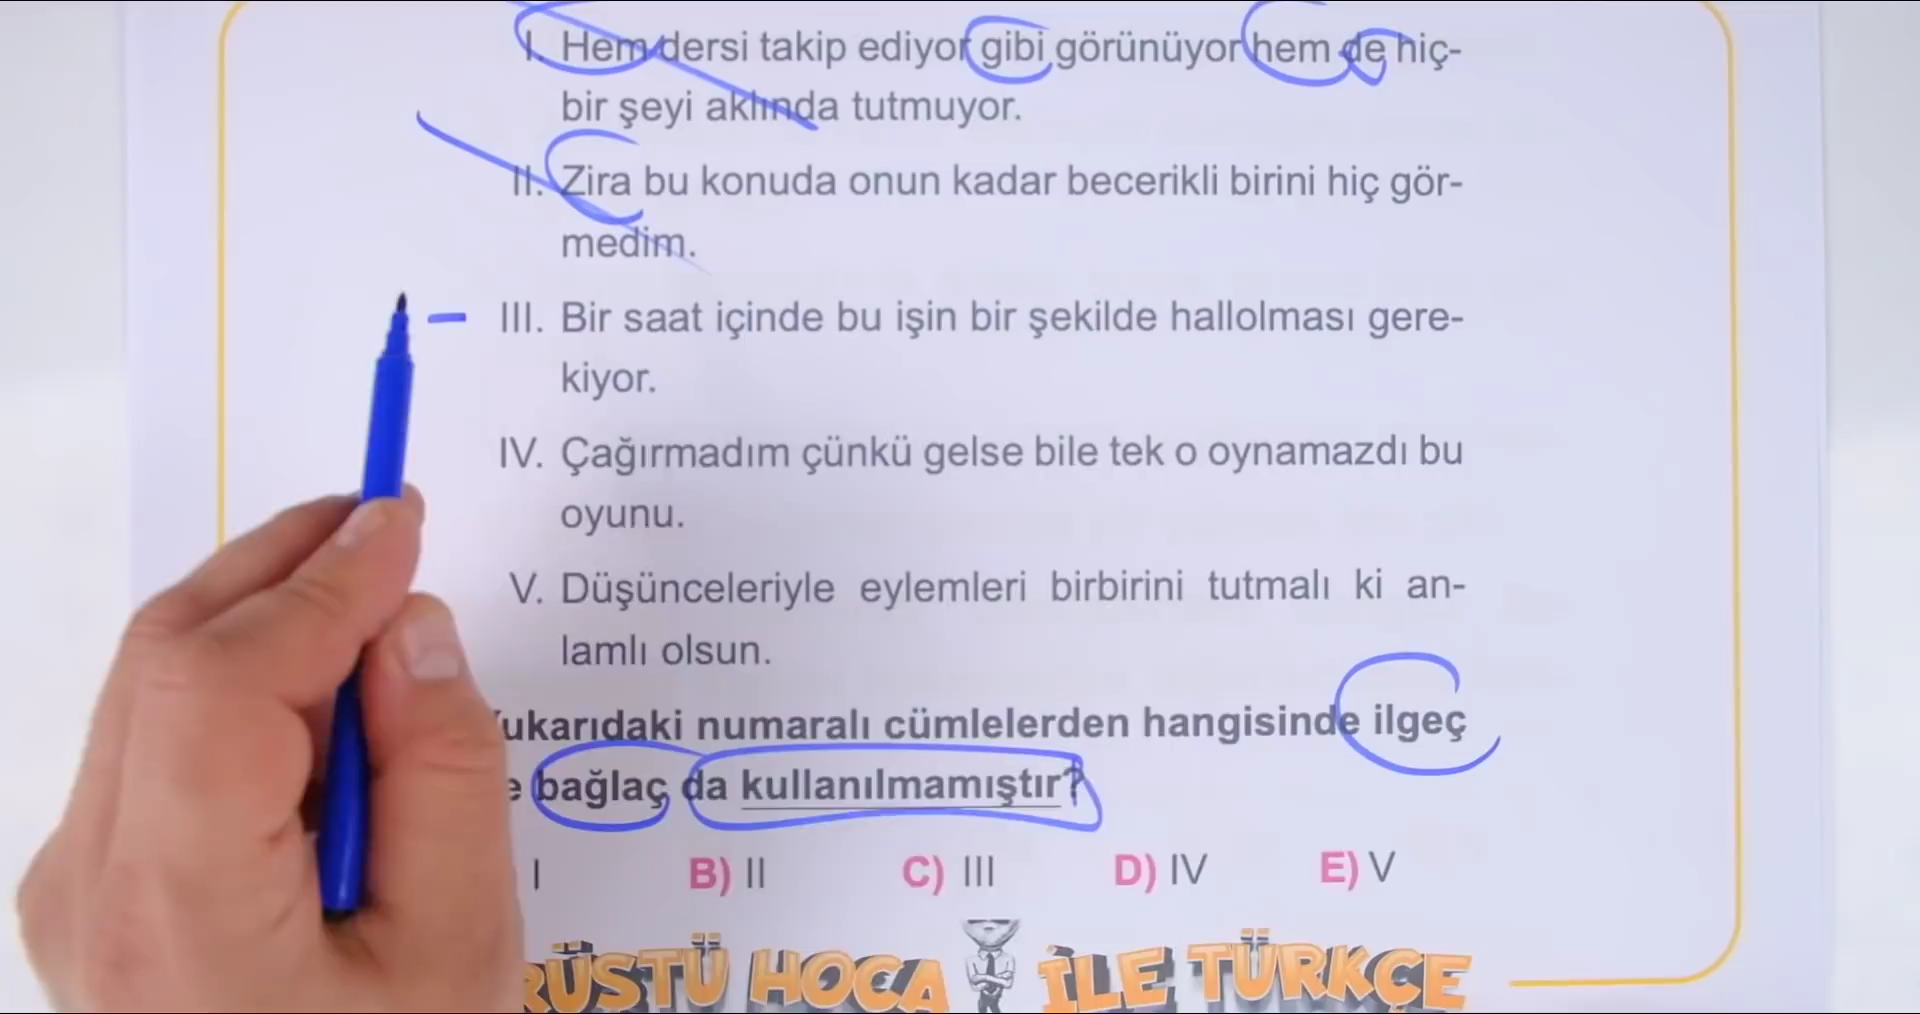 I. Hem dersi takip ediyor gibi görünüyor hem de hiç-
bir şeyi aklında tutmuyor.
II. Zira bu konuda onun kadar becerikli birini hiç gör-
medim.
III. Bir saat içinde bu işin bir şekilde hallolması gere-
kiyor.
IV. Çağırmadım çünkü gelse bile tek o oynamazdı bu
oyunu.
V. Düşünceleriyle eylemleri birbirini tutmalı ki an-
lamlı olsun.
ukarıdaki numaralı cümlelerden hangisinde ilgeç
e bağlaç da kullanılmamıştır?
I B) II C) III D) IV E) V
RÜSTÜ HOCA İLE TÜRKÇE